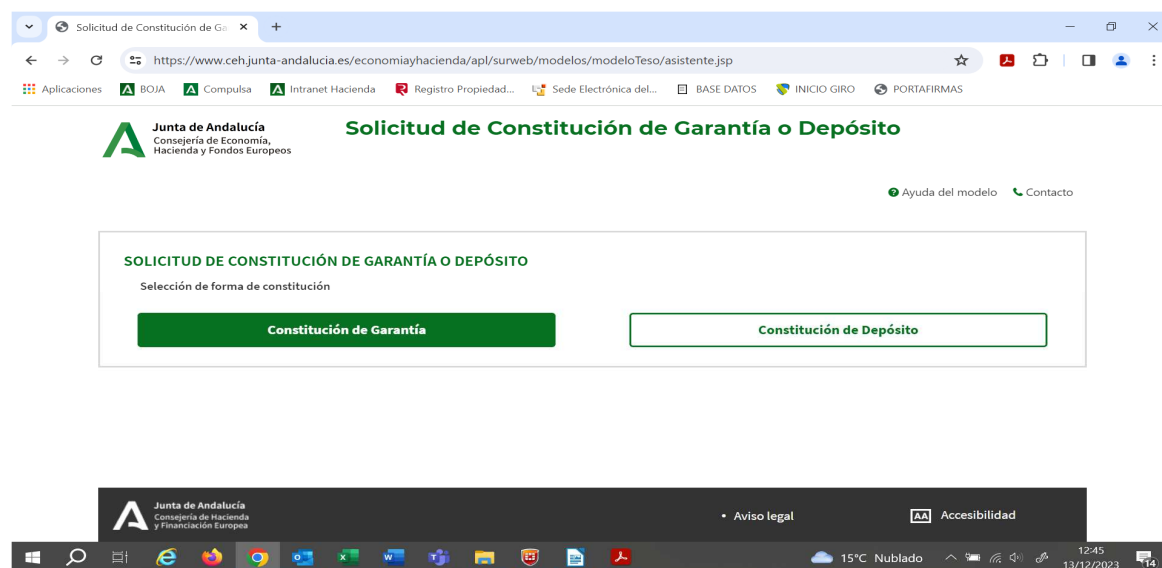 Solicitud de Constitución de Ga
https://www.ceh.junta-andalucia.es/economiayhacienda/apl/surweb/modelos/modeloTeso/asistente.jsp
Aplicaciones BOJA Compulsa Intranet Hacienda Registro Propiedad... Sede Electrónica del... BASE DATOS INICIO GIRO PORTAFIRMAS
Junta de Andalucía
Consejería de Economía,
Hacienda y Fondos Europeos
Solicitud de Constitución de Garantía o Depósito
Ayuda del modelo Contacto
SOLICITUD DE CONSTITUCIÓN DE GARANTÍA O DEPÓSITO
Selección de forma de constitución
Constitución de Garantía Constitución de Depósito
Junta de Andalucía
Consejería de Hacienda
y Financiación Europea
• Aviso legal
AA Accesibilidad
15°C Nublado
12:45
13/12/2023
14